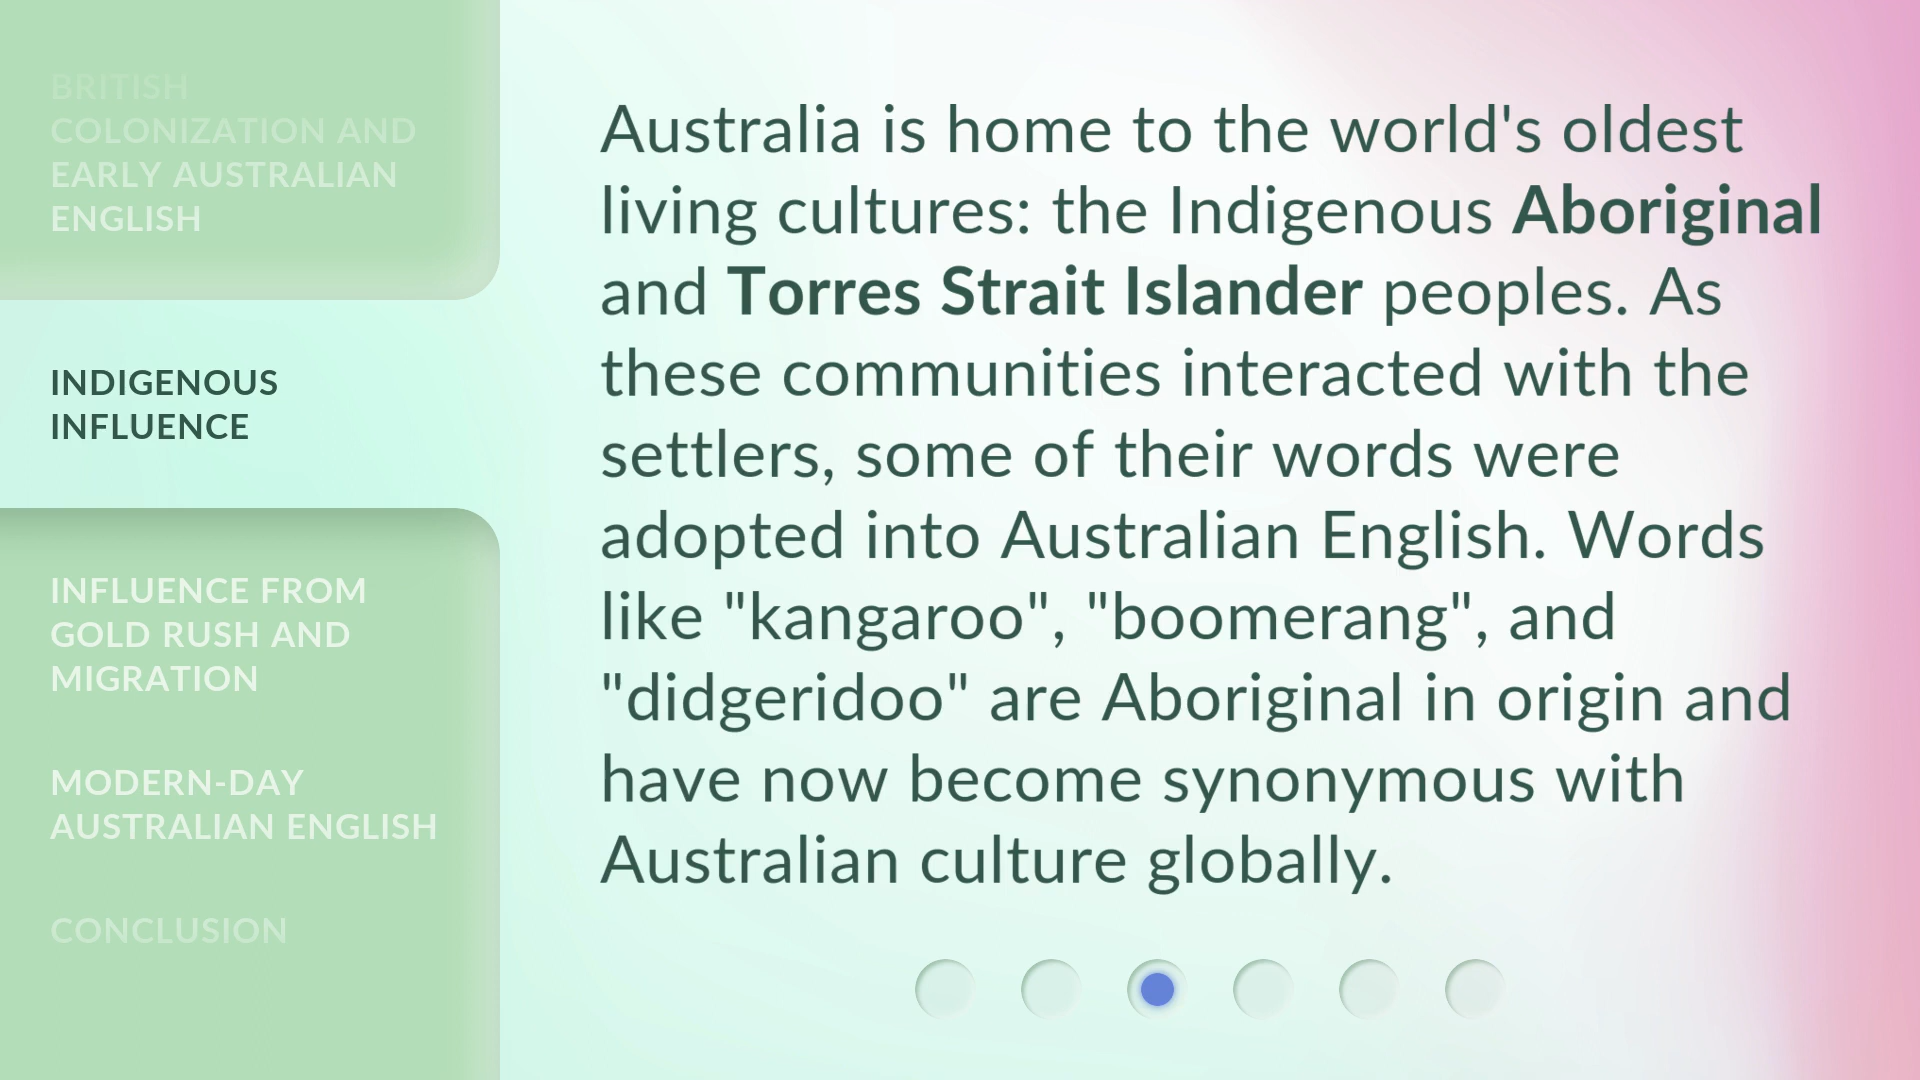 BRITISH
COLONIZATION AND
EARLY AUSTRALIAN
ENGLISH
INDIGENOUS
INFLUENCE
INFLUENCE FROM
GOLD RUSH AND
MIGRATION
MODERN-DAY
AUSTRALIAN ENGLISH
CONCLUSION
Australia is home to the world's oldest
living cultures: the Indigenous Aboriginal
and Torres Strait Islander peoples. As
these communities interacted with the
settlers, some of their words were
adopted into Australian English. Words
like "kangaroo", "boomerang", and
"didgeridoo" are Aboriginal in origin and
have now become synonymous with
Australian culture globally.